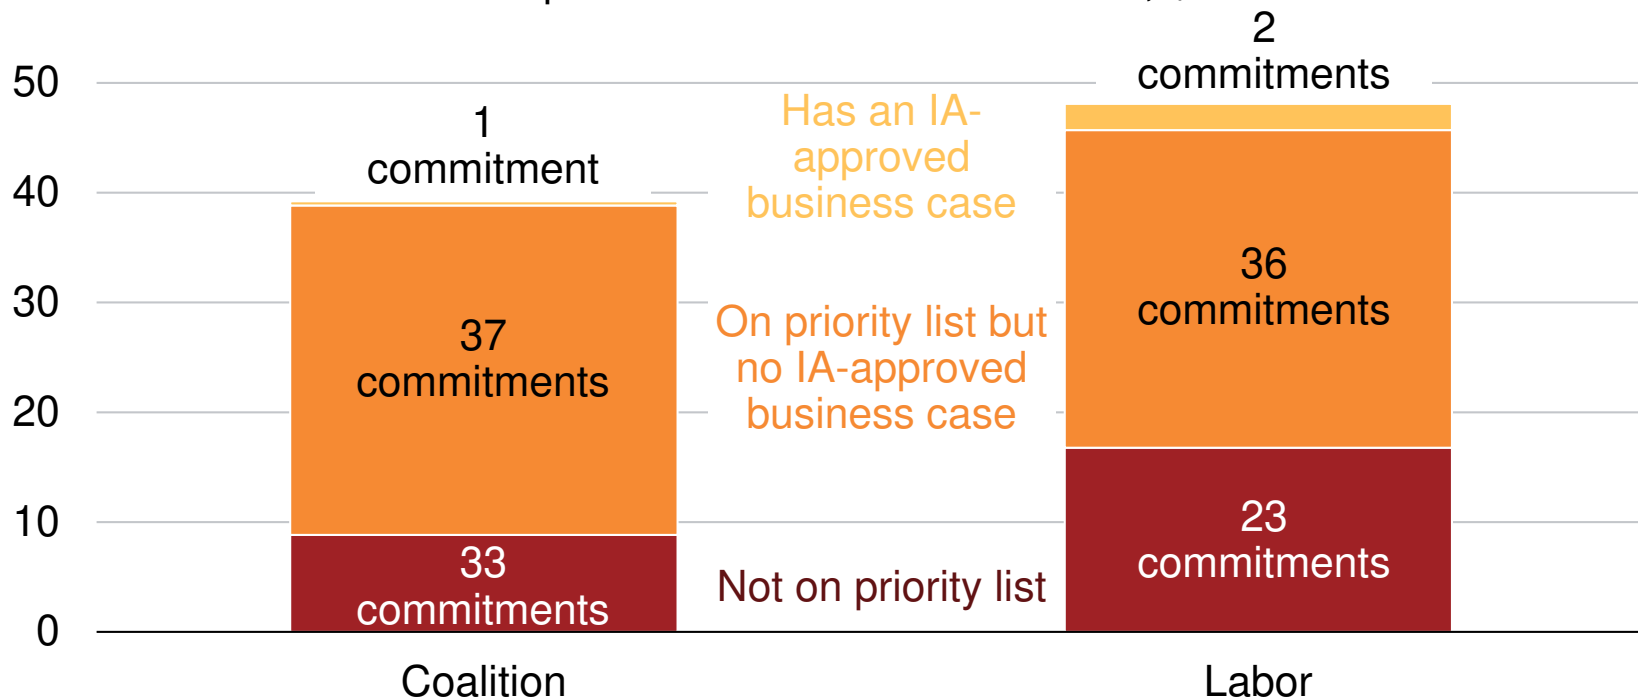 2
commitments
50
1
commitment
Has an IA-
approved
business case
40
36
commitments
30
37
commitments
On priority list but
no IA-approved
business case
20
10
23
commitments
33
commitments
Not on priority list
0
Coalition
Labor